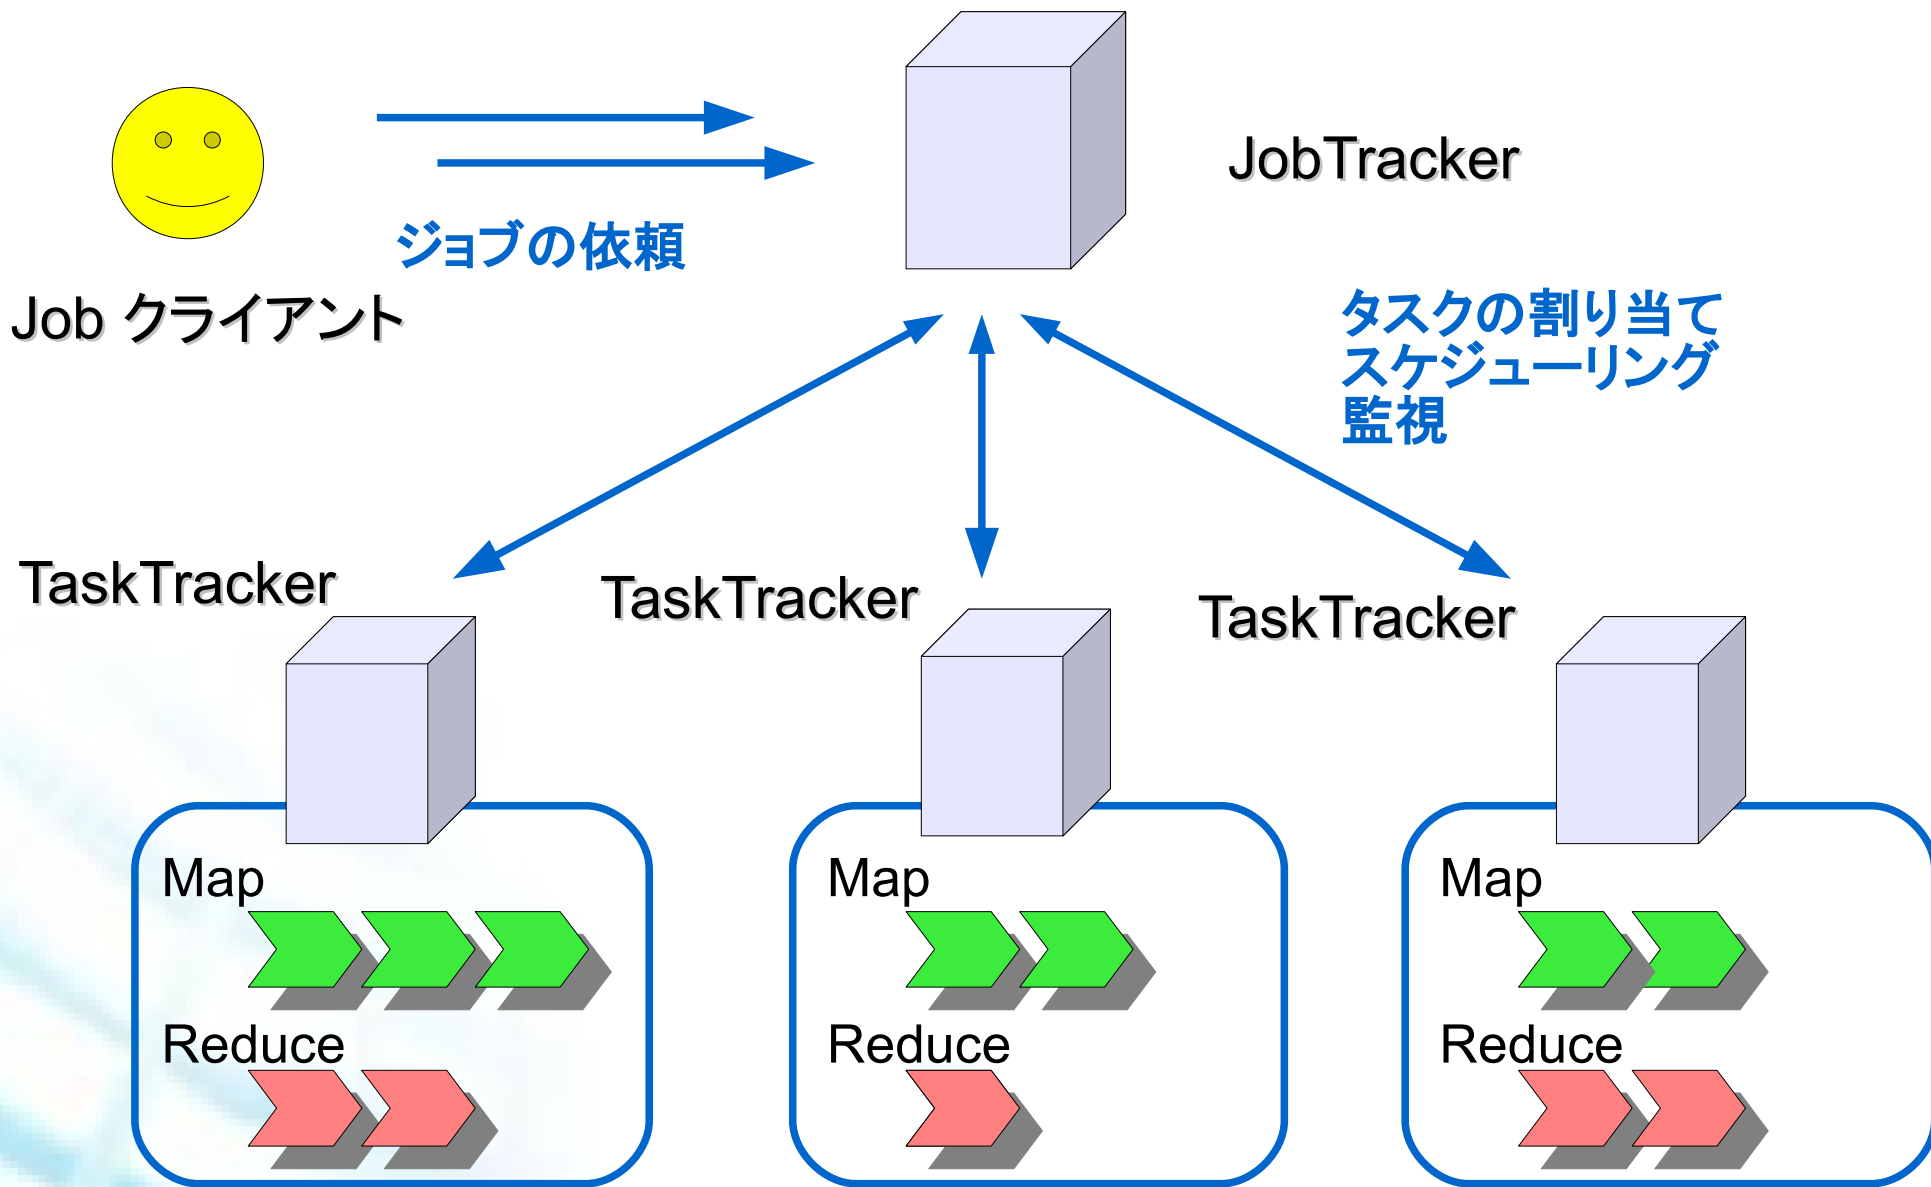 JobTracker
ジョブの依頼
Job クライアント
タスクの割り当て
スケジューリング
監視
TaskTracker
TaskTracker
TaskTracker
Map
Reduce
Map
Reduce
Map
Reduce